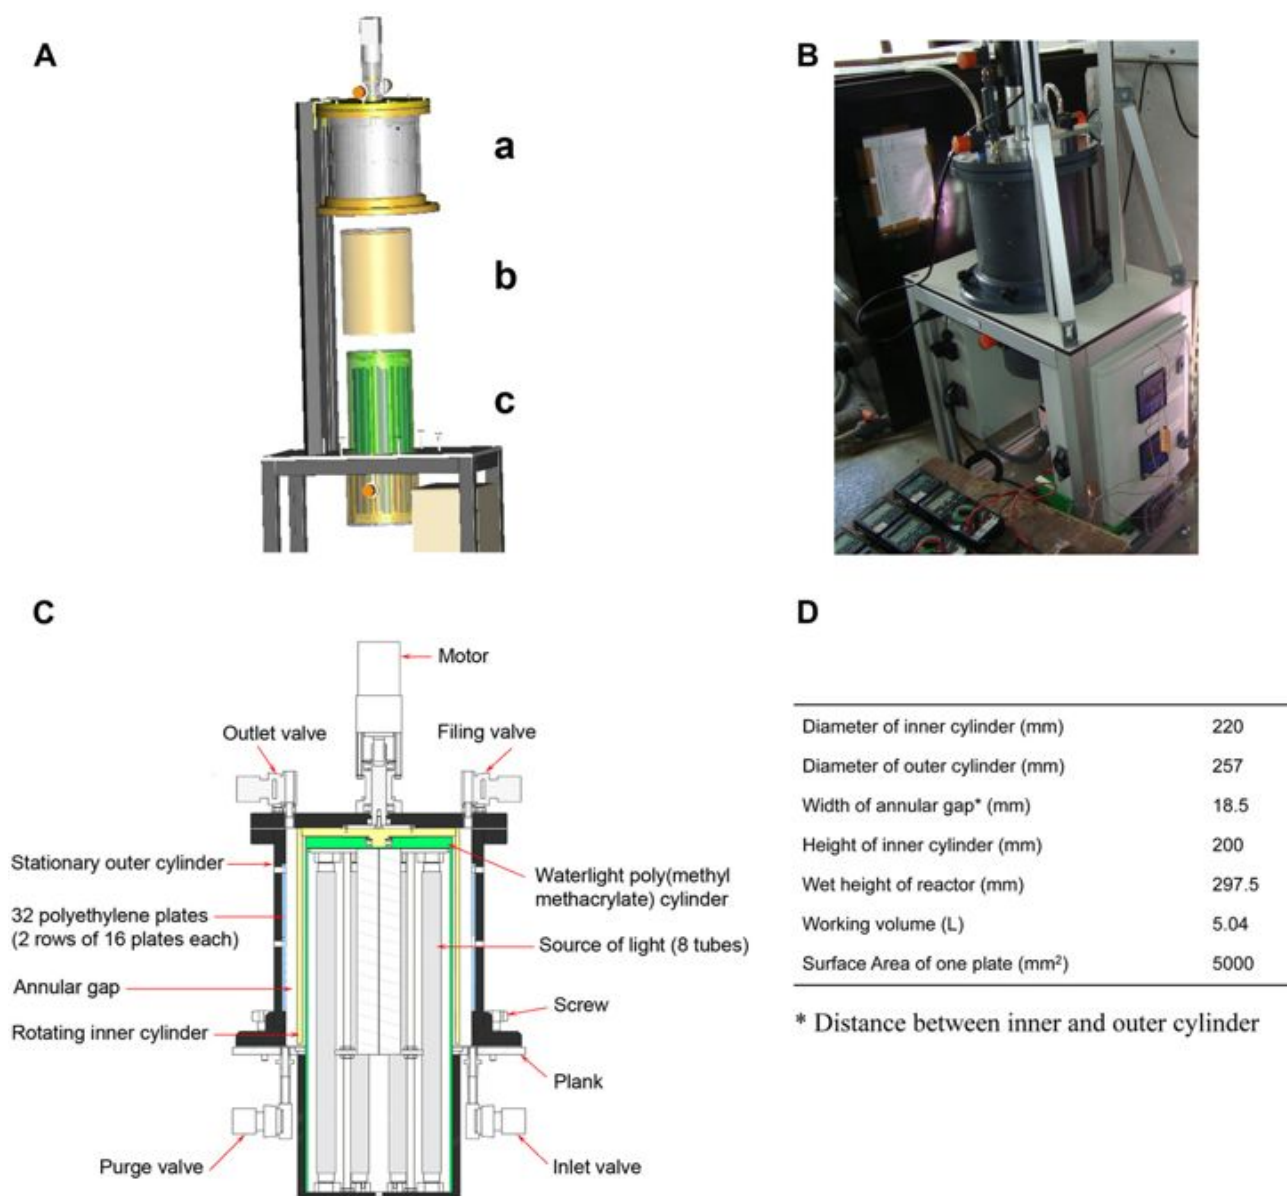 A
B
a
b
c
C
D
Motor
Outlet valve
Filing valve
Stationary outer cylinder
Waterlight poly(methyl
methacrylate) cylinder
32 polyethylene plates
(2 rows of 16 plates each)
Source of light (8 tubes)
Annular gap
Screw
Rotating inner cylinder
Plank
Purge valve
Inlet valve
Diameter of inner cylinder (mm) 220
Diameter of outer cylinder (mm) 257
Width of annular gap* (mm) 18.5
Height of inner cylinder (mm) 200
Wet height of reactor (mm) 297.5
Working volume (L) 5.04
Surface Area of one plate (mm²) 5000
* Distance between inner and outer cylinder